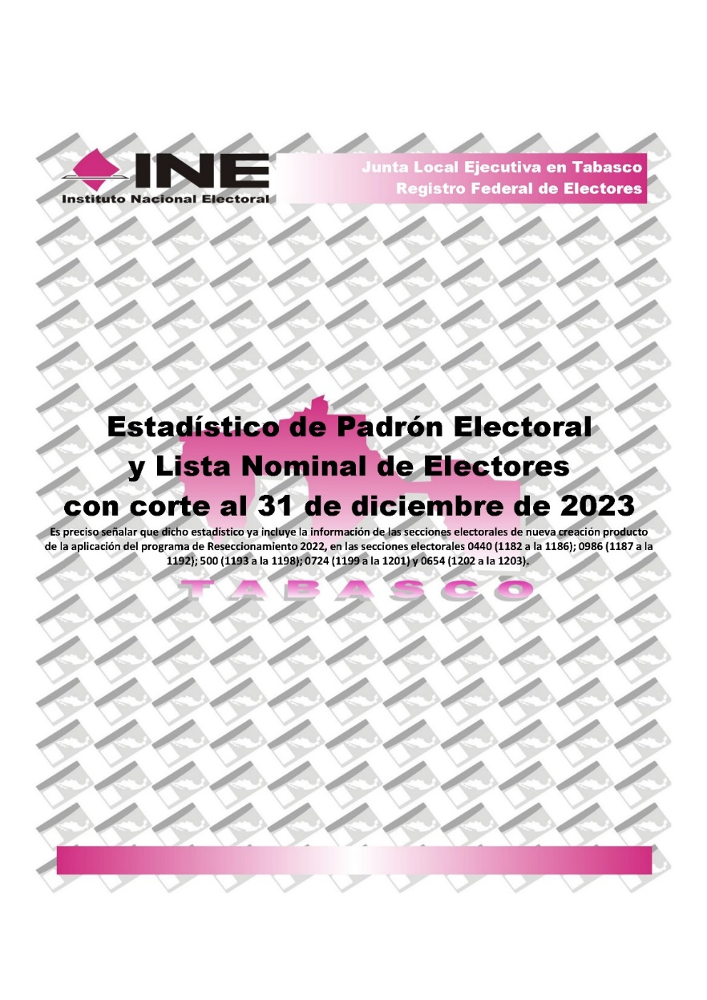 INE
Instituto Nacional Electoral
Junta Local Ejecutiva en Tabasco
Registro Federal de Electores
Estadístico de Padrón Electoral
y Lista Nominal de Electores
con corte al 31 de diciembre de 2023
Es preciso señalar que dicho estadístico ya incluye la información de las secciones electorales de nueva creación producto
de la aplicación del programa de Reseccionamiento 2022, en las secciones electorales 0440 (1182 a la 1186); 0986 (1187 a la
1192); 500 (1193 a la 1198); 0724 (1199 a la 1201) y 0654 (1202 a la 1203).
TABASCO